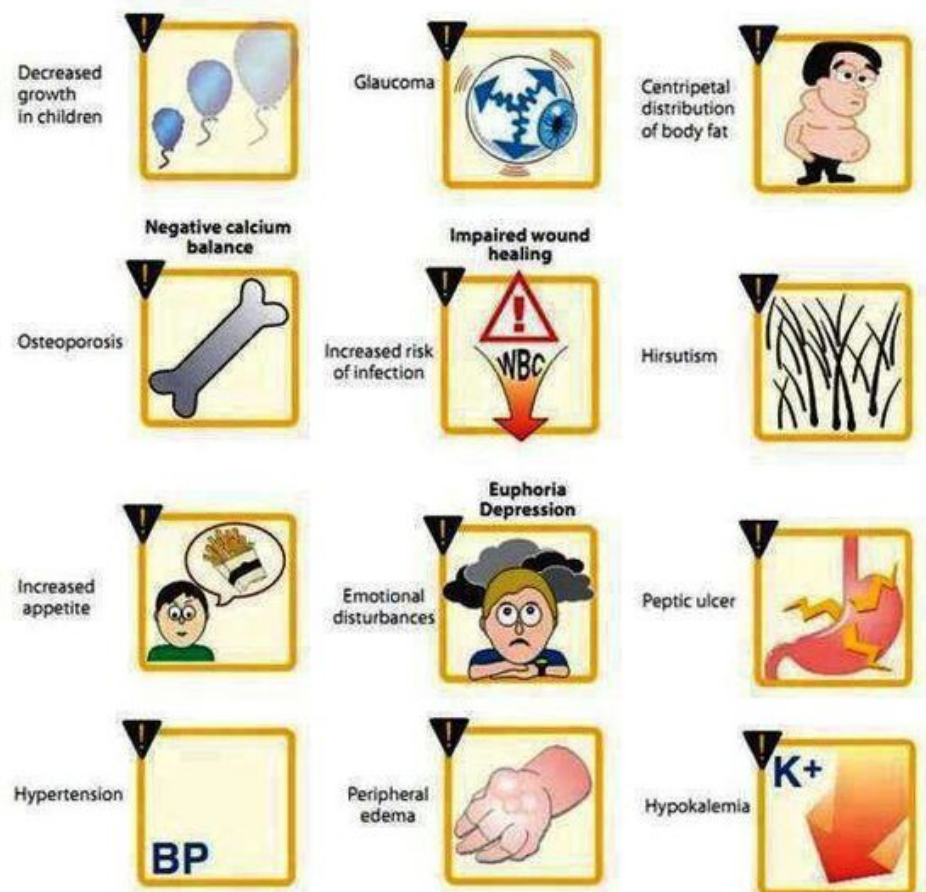 Decreased
growth
in children
Glaucoma
Centripetal
distribution
of body fat
Negative calcium
balance
Osteoporosis
Impaired wound
healing
Increased risk
of infection
!
WBC
Hirsutism
Increased
appetite
Euphoria
Depression
Emotional
disturbances
Peptic ulcer
Hypertension
BP
Peripheral
edema
Hypokalemia
K+